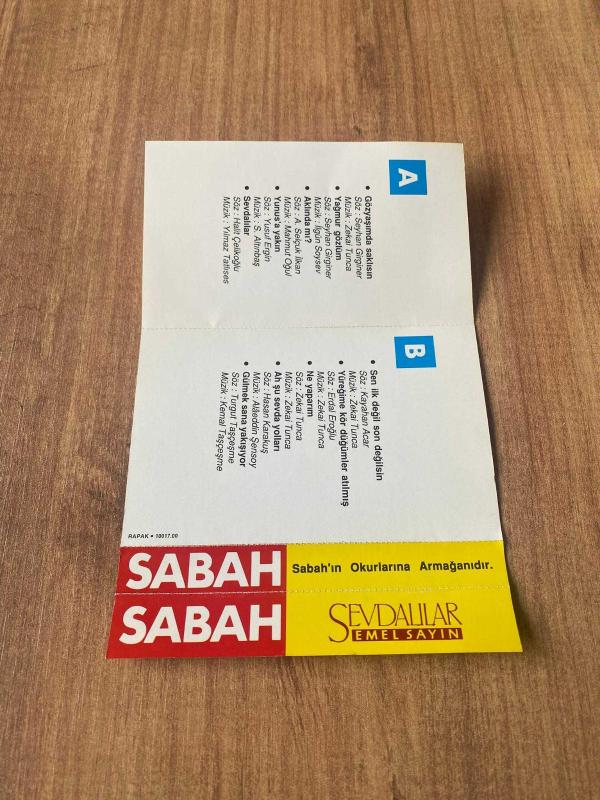 A
• Gözyaşımda saklısın
Söz : Seyhan Girginer
Müzik : Zekai Tunca
• Yağmur gözlüm
Söz : Seyhan Girginer
Müzik : İlgün Soysev
• Aklında mı?
Söz : A. Selçuk İlkan
Müzik : Mahmut Oğul
• Yunus'a yakın
Söz : Yusuf Ergin
Müzik : S. Altınbaş
• Sevdalılar
Söz : Halit Çelikoğlu
Müzik : Yılmaz Tatlıses
B
• Sen ilk değil son değilsin
Söz : Kayahan Acar
Müzik : Zekai Tunca
• Yüreğime kör düğümler atılmış
Söz : Erdal Eroğlu
Müzik : Zekai Tunca
• Ne yaparım
Söz : Zekai Tunca
Müzik : Zekai Tunca
• Ah şu sevda yolları
Söz : Hasan Karakuş
Müzik : Alaeddin Şensoy
• Gülmek sana yakışıyor
Söz : Turgut Taşçeşme
Müzik : Kemal Taşçeşme
RAPAK • 10017.00
SABAH Sabah'ın Okurlarına Armağanıdır.
SABAH SEVDALILAR
EMEL SAYIN